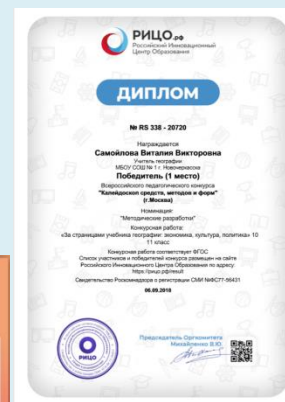 РИЦО.РФ
Российский Инновационный
Центр Образования
ДИПЛОМ
№ RS 338 - 20720
Награждается
Самойлова Виталия Викторовна
Учитель географии
МБОУ СОШ № 1 г. Новочеркасска
Победитель (1 место)
Всероссийского педагогического конкурса
"Калейдоскоп средств, методов и форм"
(г.Москва)
Номинация:
"Методические разработки"
Конкурсная работа:
«За страницами учебника географии: экономика, культура, политика» 10
11 класс
Конкурсная работа соответствует ФГОС
Список участников и победителей конкурса размещен на сайте
Российского Инновационного Центра Образования по адресу:
https://рицо.рф/result
Свидетельство Роскомнадзора о регистрации СМИ №ФС77-56431
06.09.2018
Председатель Оргкомитета
Михайленко В.Ю.
РИЦО